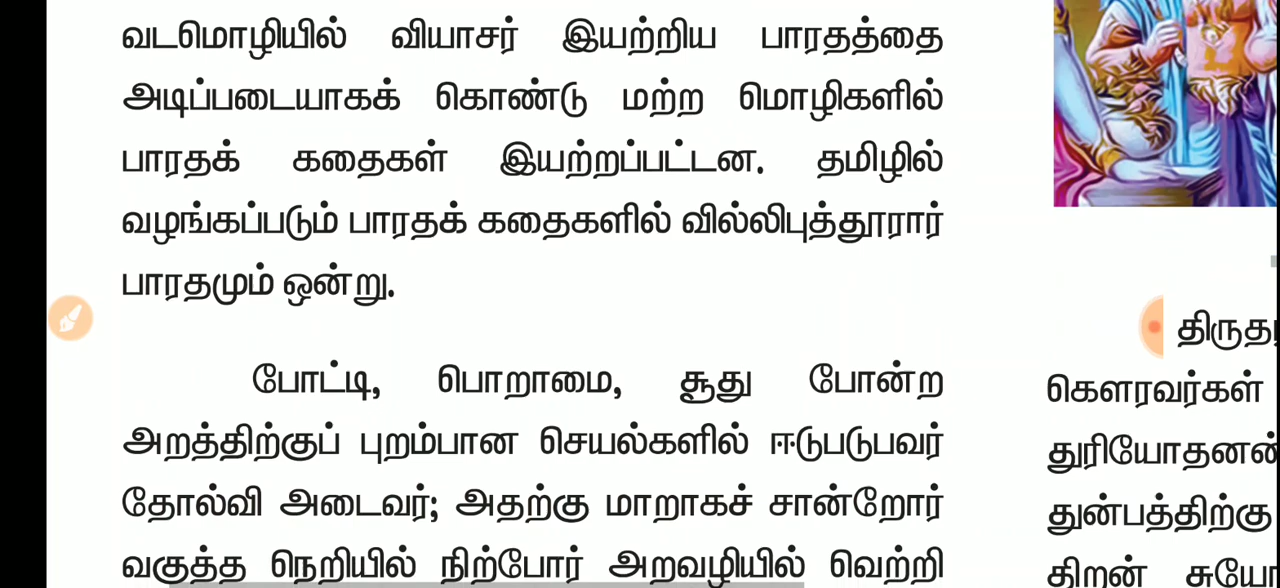 வடமொழியில் வியாசர் இயற்றிய பாரதத்தை
அடிப்படையாகக் கொண்டு மற்ற மொழிகளில்
பாரதக் கதைகள் இயற்றப்பட்டன. தமிழில்
வழங்கப்படும் பாரதக் கதைகளில் வில்லிபுத்தூரார்
பாரதமும் ஒன்று.
போட்டி, பொறாமை, சூது போன்ற
அறத்திற்குப் புறம்பான செயல்களில் ஈடுபடுபவர்
தோல்வி அடைவர்; அதற்கு மாறாகச் சான்றோர்
வகுத்த நெறியில் நிற்போர் அறவழியில் வெற்றி
கௌரவர்கள்
துரியோதனன்
துன்பத்திற்கு